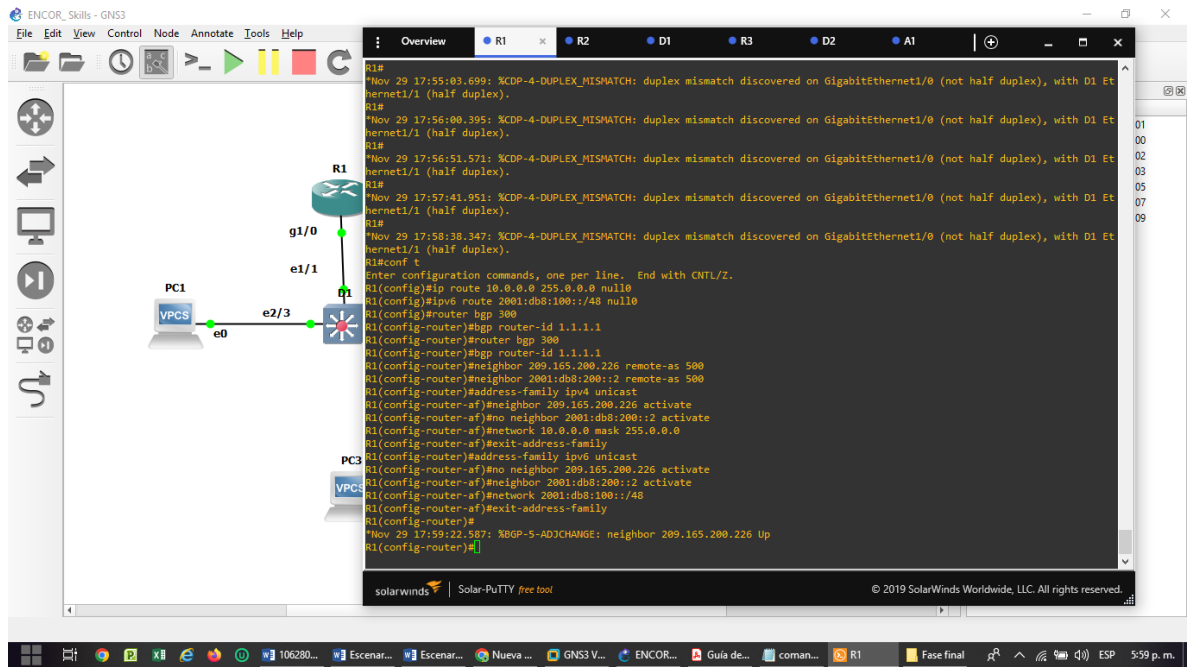 ENCOR_Skills - GNS3
File Edit View Control Node Annotate Tools Help
R1
g1/0
e1/1
D1
PC1
VPCS
e2/3
e0
PC3
VPCS
Overview R1 × R2 D1 R3 D2 A1
R1#
*Nov 29 17:55:03.699: %CDP-4-DUPLEX_MISMATCH: duplex mismatch discovered on GigabitEthernet1/0 (not half duplex), with D1 Et
hernet1/1 (half duplex).
R1#
*Nov 29 17:56:00.395: %CDP-4-DUPLEX_MISMATCH: duplex mismatch discovered on GigabitEthernet1/0 (not half duplex), with D1 Et
hernet1/1 (half duplex).
R1#
*Nov 29 17:56:51.571: %CDP-4-DUPLEX_MISMATCH: duplex mismatch discovered on GigabitEthernet1/0 (not half duplex), with D1 Et
hernet1/1 (half duplex).
R1#
*Nov 29 17:57:41.951: %CDP-4-DUPLEX_MISMATCH: duplex mismatch discovered on GigabitEthernet1/0 (not half duplex), with D1 Et
hernet1/1 (half duplex).
R1#
*Nov 29 17:58:38.347: %CDP-4-DUPLEX_MISMATCH: duplex mismatch discovered on GigabitEthernet1/0 (not half duplex), with D1 Et
hernet1/1 (half duplex).
R1#conf t
Enter configuration commands, one per line.  End with CNTL/Z.
R1(config)#ip route 10.0.0.0 255.0.0.0 null0
R1(config)#ipv6 route 2001:db8:100::/48 null0
R1(config)#router bgp 300
R1(config-router)#bgp router-id 1.1.1.1
R1(config-router)#router bgp 300
R1(config-router)#bgp router-id 1.1.1.1
R1(config-router)#neighbor 209.165.200.226 remote-as 500
R1(config-router)#neighbor 2001:db8:200::2 remote-as 500
R1(config-router)#address-family ipv4 unicast
R1(config-router-af)#neighbor 209.165.200.226 activate
R1(config-router-af)#no neighbor 2001:db8:200::2 activate
R1(config-router-af)#network 10.0.0.0 mask 255.0.0.0
R1(config-router-af)#exit-address-family
R1(config-router)#address-family ipv6 unicast
R1(config-router-af)#no neighbor 209.165.200.226 activate
R1(config-router-af)#neighbor 2001:db8:200::2 activate
R1(config-router-af)#network 2001:db8:100::/48
R1(config-router-af)#exit-address-family
R1(config-router)#
*Nov 29 17:59:22.587: %BGP-5-ADJCHANGE: neighbor 209.165.200.226 Up
R1(config-router)#
solarwinds Solar-PuTTY free tool © 2019 SolarWinds Worldwide, LLC. All rights reserved.
01
00
02
03
05
07
09
106280... Escenar... Escenar... Nueva ... GNS3 V... ENCOR... Guía de... coman... R1 Fase final ESP 5:59 p. m.